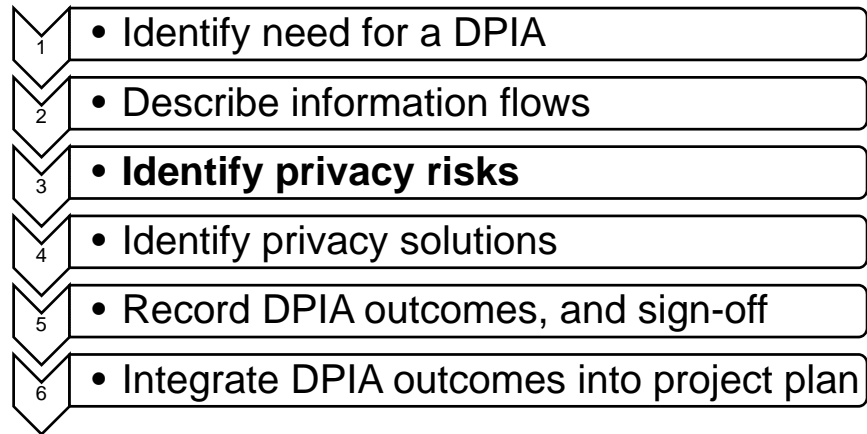 1 • Identify need for a DPIA
2 • Describe information flows
3 • Identify privacy risks
4 • Identify privacy solutions
5 • Record DPIA outcomes, and sign-off
6 • Integrate DPIA outcomes into project plan